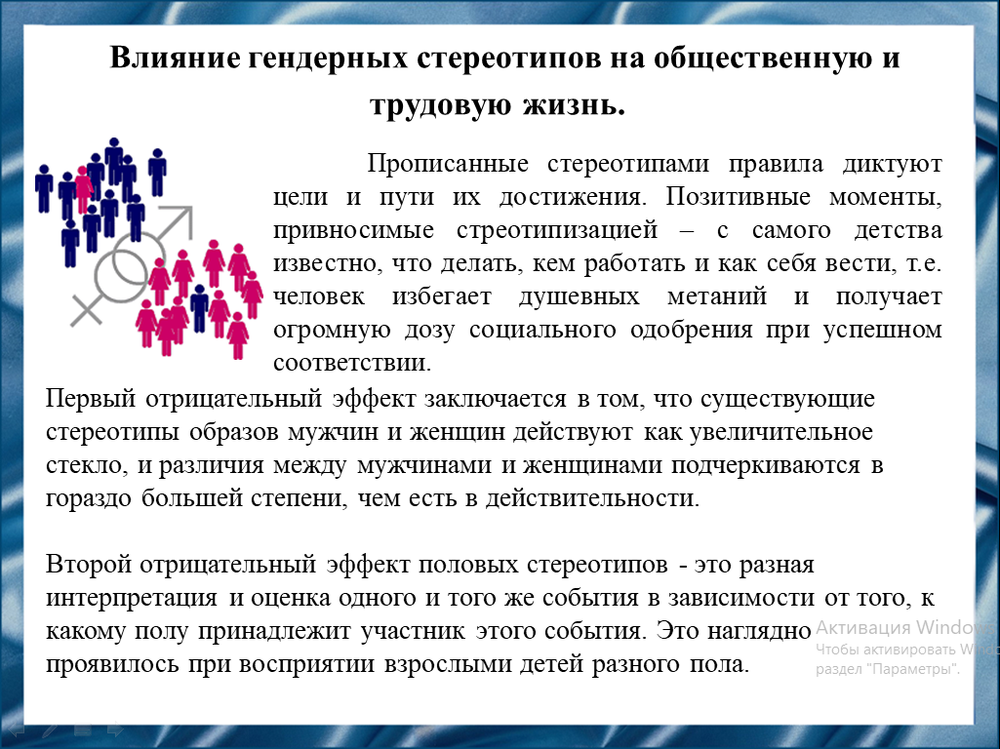 Влияние гендерных стереотипов на общественную и
трудовую жизнь.
Прописанные стереотипами правила диктуют
цели и пути их достижения. Позитивные моменты,
привносимые стреотипизацией – с самого детства
известно, что делать, кем работать и как себя вести, т.е.
человек избегает душевных метаний и получает
огромную дозу социального одобрения при успешном
соответствии.
Первый отрицательный эффект заключается в том, что существующие
стереотипы образов мужчин и женщин действуют как увеличительное
стекло, и различия между мужчинами и женщинами подчеркиваются в
гораздо большей степени, чем есть в действительности.
Второй отрицательный эффект половых стереотипов - это разная
интерпретация и оценка одного и того же события в зависимости от того, к
какому полу принадлежит участник этого события. Это наглядно
проявилось при восприятии взрослыми детей разного пола.
Активация Windows
Чтобы активировать Windows
раздел "Параметры".